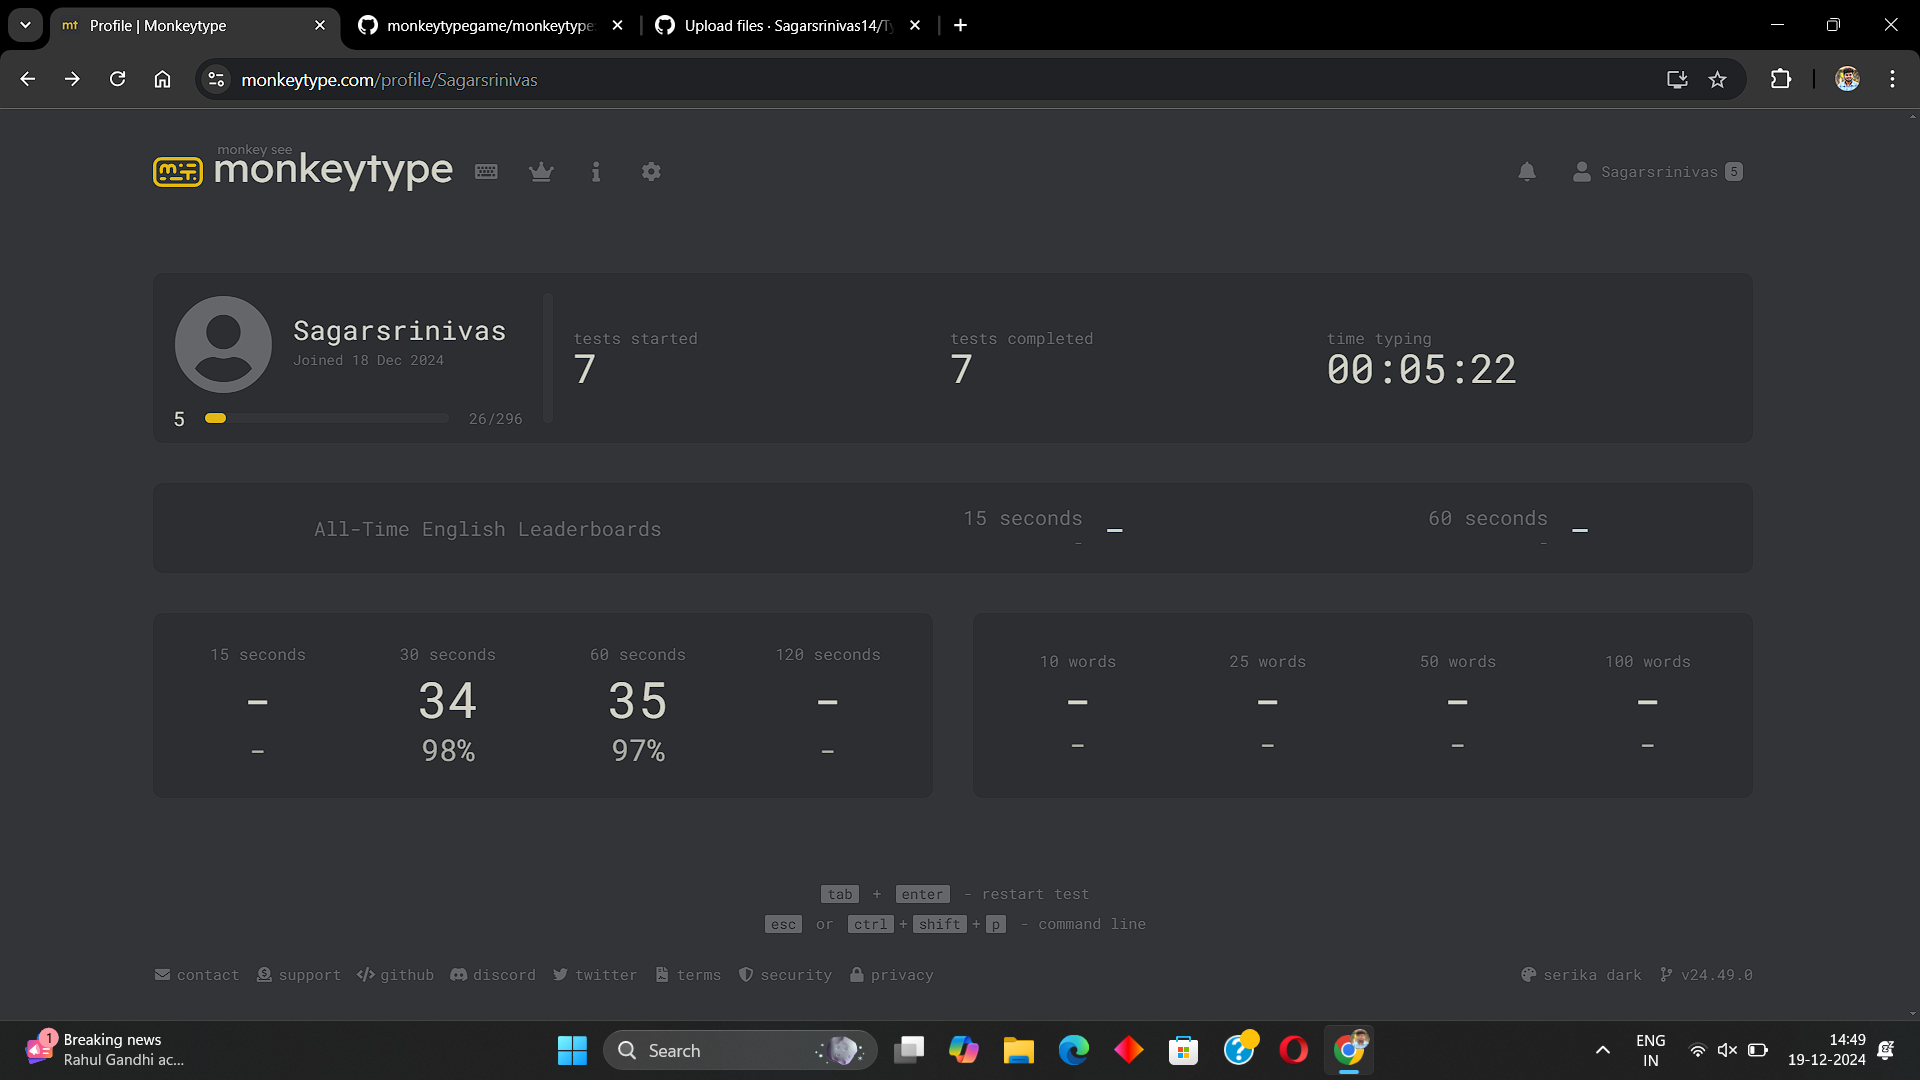 mt Profile | Monkeytype
monkeytypegame/monkeytype
Upload files · Sagarsrinivas14/Ty
monkeytype.com/profile/Sagarsrinivas
monkey see
monkeytype
Sagarsrinivas 5
Sagarsrinivas
Joined 18 Dec 2024
5 26/296
tests started
7
tests completed
7
time typing
00:05:22
All-Time English Leaderboards
15 seconds —
-
60 seconds —
-
15 seconds 30 seconds 60 seconds 120 seconds
- 34 35 -
- 98% 97% -
10 words 25 words 50 words 100 words
- - - -
- - - -
tab + enter - restart test
esc or ctrl + shift + p - command line
contact support </> github discord twitter terms security privacy
serika dark v24.49.0
1
Breaking news
Rahul Gandhi ac...
Search
ENG
IN
14:49
19-12-2024